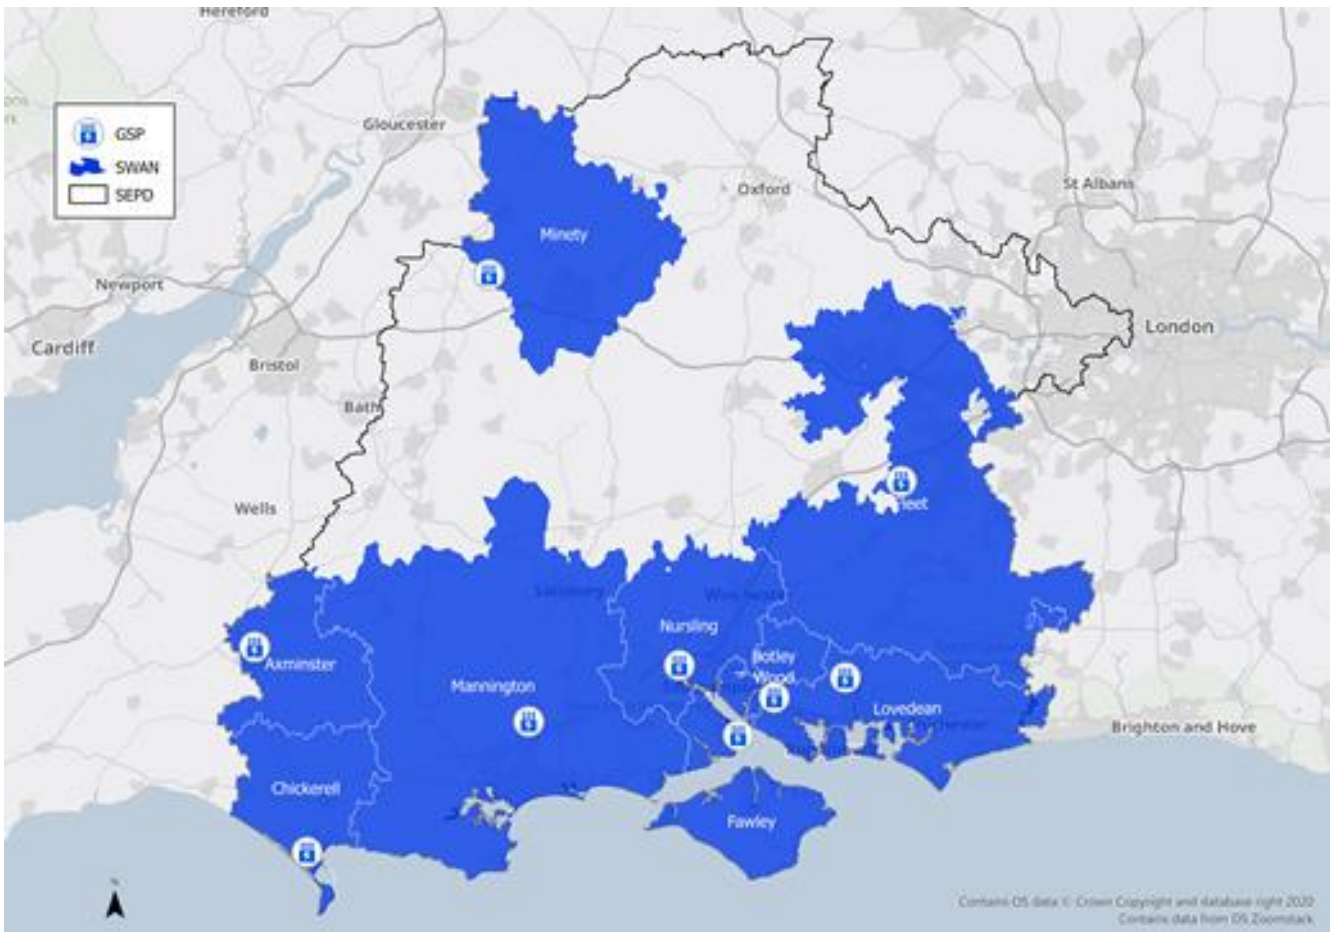 Hereford
GSP
SWAN
SEPD
Gloucester
Oxford
St Albans
Minety
Newport
London
Cardiff
Bristol
Bath
Wells
Salisbury
Winchester
Nursling
Botley
Wood
Axminster
Mannington
Lovedean
Brighton and Hove
Chickerell
Fawley
Contains OS data © Crown Copyright and database right 2020
Contains data from OS Zoomstack